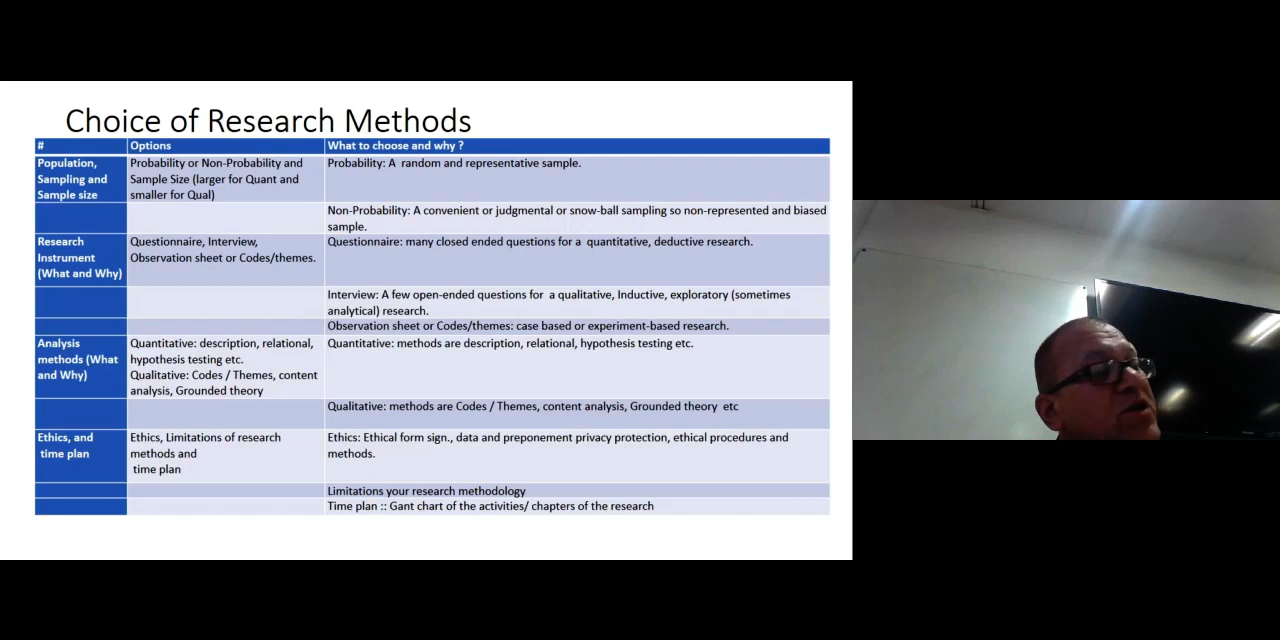 Choice of Research Methods
# Options What to choose and why ?
Population, Sampling and Sample size
Probability or Non-Probability and Sample Size (larger for Quant and smaller for Qual)
Probability: A random and representative sample.
Non-Probability: A convenient or judgmental or snow-ball sampling so non-represented and biased
sample.
Research
Instrument
(What and Why)
Questionnaire, Interview,
Observation sheet or Codes/themes.
Questionnaire: many closed ended questions for a quantitative, deductive research.
Interview: A few open-ended questions for a qualitative, Inductive, exploratory (sometimes
analytical) research.
Observation sheet or Codes/themes: case based or experiment-based research.
Analysis
methods (What
and Why)
Quantitative: description, relational,
hypothesis testing etc.
Qualitative: Codes / Themes, content
analysis, Grounded theory
Quantitative: methods are description, relational, hypothesis testing etc.
Qualitative: methods are Codes / Themes, content analysis, Grounded theory etc
Ethics, and
time plan
Ethics, Limitations of research
methods and
time plan
Ethics: Ethical form sign., data and preponement privacy protection, ethical procedures and
methods.
Limitations your research methodology
Time plan :: Gant chart of the activities/ chapters of the research